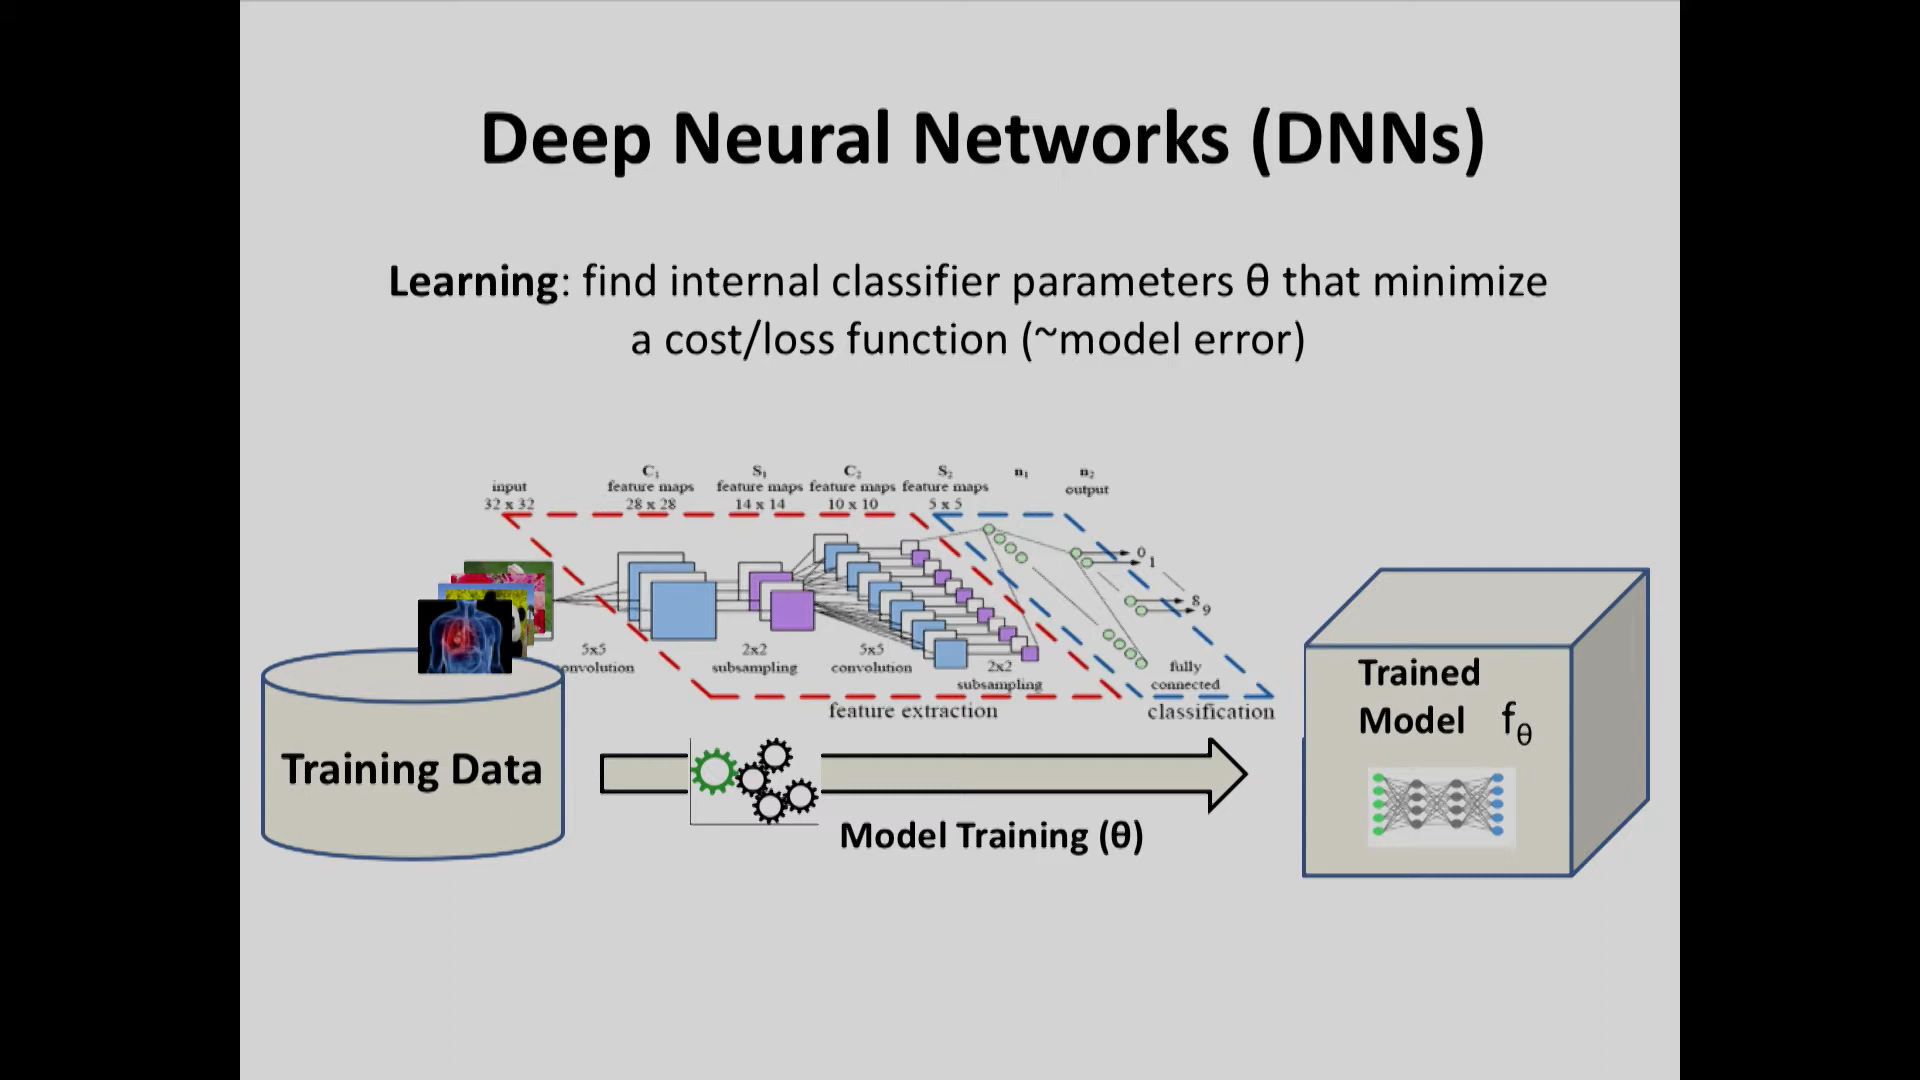 Deep Neural Networks (DNNs)
Learning: find internal classifier parameters θ that minimize
a cost/loss function (~model error)
C₁ S₁ C₂ S₂ n₁ n₂
input feature maps feature maps feature maps feature maps output
32 x 32 28 x 28 14 x 14 10 x 10 5 x 5
0
1
8
9
5x5 2x2 5x5 2x2 fully
onvolution subsampling convolution subsampling connected
feature extraction classification
Training Data
Model Training (θ)
Trained
Model f_θ